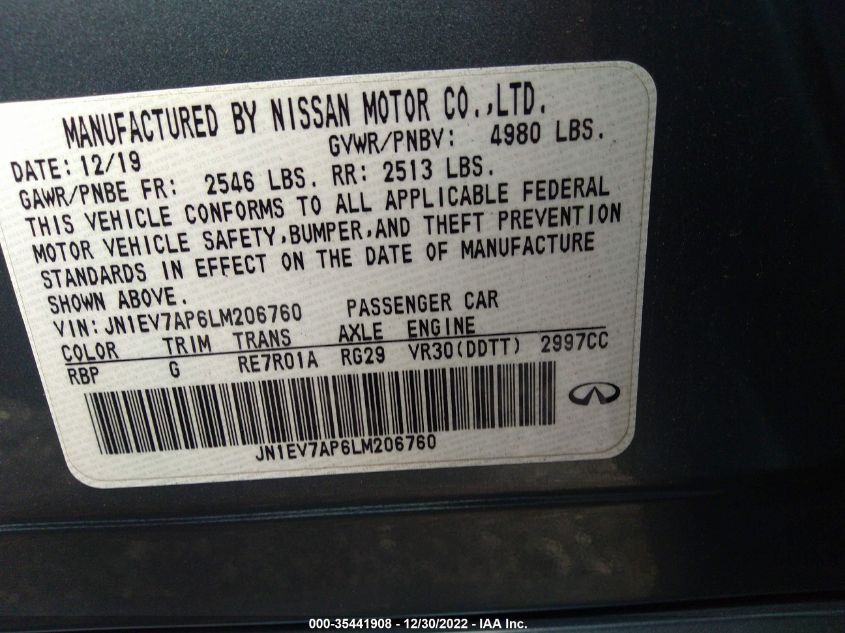 MANUFACTURED BY NISSAN MOTOR CO.,LTD.
DATE: 12/19 GVWR/PNBV: 4980 LBS.
GAWR/PNBE FR: 2546 LBS. RR: 2513 LBS.
THIS VEHICLE CONFORMS TO ALL APPLICABLE FEDERAL
MOTOR VEHICLE SAFETY,BUMPER,AND THEFT PREVENTION
STANDARDS IN EFFECT ON THE DATE OF MANUFACTURE
SHOWN ABOVE.
VIN: JN1EV7AP6LM206760 PASSENGER CAR
COLOR TRIM TRANS AXLE ENGINE
RBP G RE7R01A RG29 VR30(DDTT) 2997CC
JN1EV7AP6LM206760
000-35441908 - 12/30/2022 - IAA Inc.